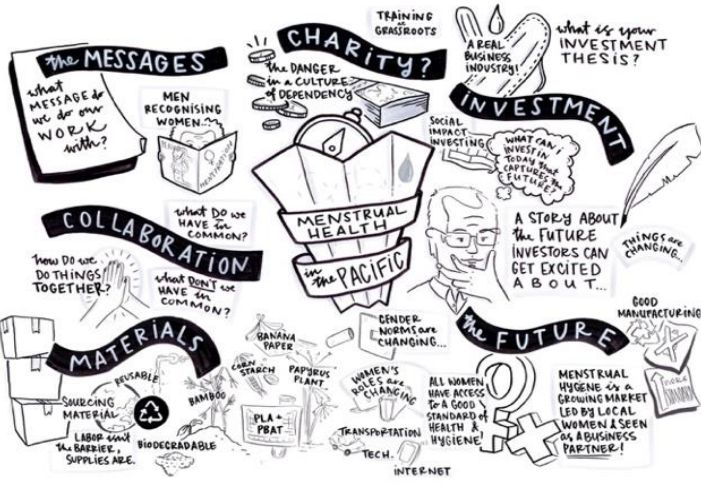 the MESSAGES
what
MESSAGE do
we do our
WORK
with?
MEN
RECOGNISING
WOMEN..?
MENSTRUATION
CHARITY?
the DANGER
in a CULTURE
of DEPENDENCY
TRAINING
at
GRASSROOTS
A REAL
BUSINESS
INDUSTRY!
what is your
INVESTMENT
THESIS?
INVESTMENT
SOCIAL
IMPACT
INVESTING
WHAT CAN i
INVEST IN
TODAY that
CAPTURES the
FUTURE?
MENSTRUAL
HEALTH
in the PACIFIC
A STORY ABOUT
the FUTURE
INVESTORS CAN
GET EXCITED
ABOUT...
THINGS are
CHANGING...
COLLABORATION
what DO we
HAVE in
COMMON?
how DO we
DO THINGS
TOGETHER?
what DON'T we
HAVE in
COMMON?
MATERIALS
REUSABLE
SOURCING
MATERIAL
LABOR isn't
the BARRIER,
SUPPLIES ARE.
BIODEGRADABLE
BAMBOO
CORN
STARCH
BANANA
PAPER
PAPYRUS
PLANT
PLA +
PBAT
GENDER
NORMS are
CHANGING...
WOMEN'S
ROLES are
CHANGING
TRANSPORTATION
TECH.
INTERNET
the FUTURE
ALL WOMEN
HAVE ACCESS
to A GOOD
STANDARD of
HEALTH &
HYGIENE!
MENSTRUAL
HYGIENE is a
GROWING MARKET
LED BY LOCAL
WOMEN & SEEN
as A BUSINESS
PARTNER!
GOOD
MANUFACTURING